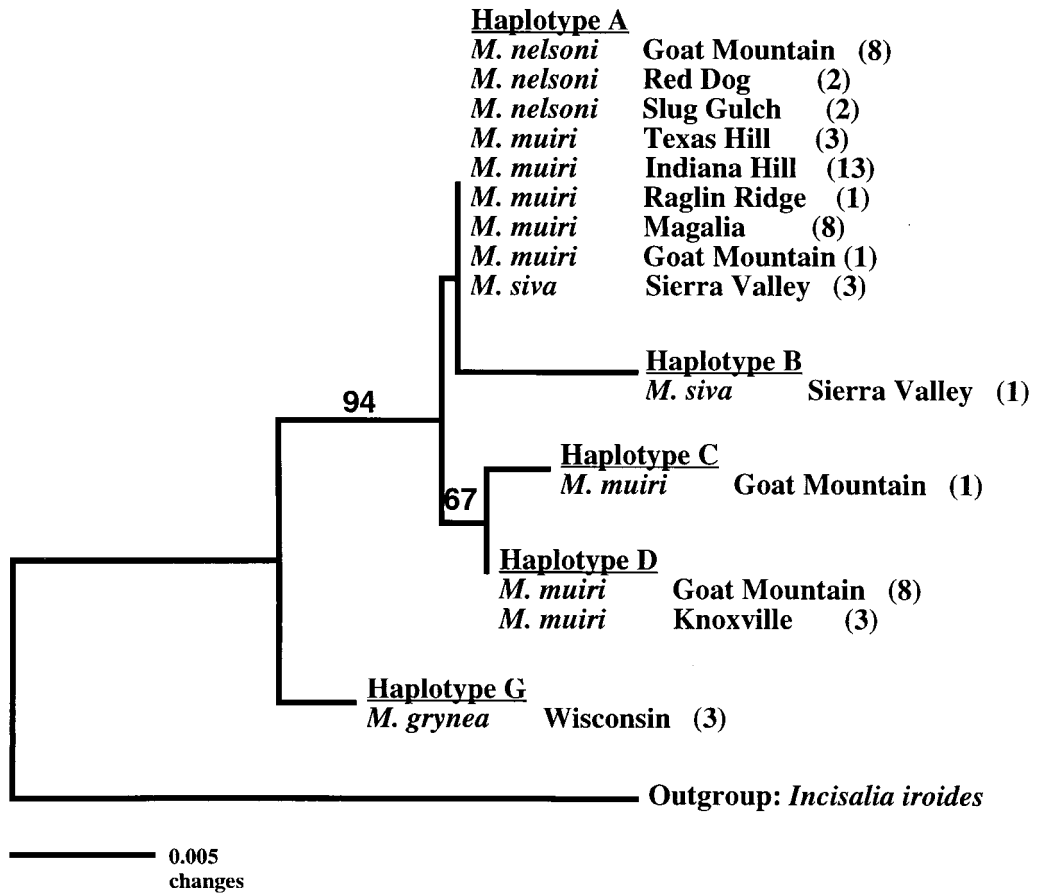 Haplotype A
M. nelsoni Goat Mountain (8)
M. nelsoni Red Dog (2)
M. nelsoni Slug Gulch (2)
M. muiri Texas Hill (3)
M. muiri Indiana Hill (13)
M. muiri Raglin Ridge (1)
M. muiri Magalia (8)
M. muiri Goat Mountain (1)
M. siva Sierra Valley (3)
Haplotype B
M. siva Sierra Valley (1)
94
Haplotype C
M. muiri Goat Mountain (1)
67
Haplotype D
M. muiri Goat Mountain (8)
M. muiri Knoxville (3)
Haplotype G
M. grynea Wisconsin (3)
Outgroup: Incisalia iroides
0.005
changes